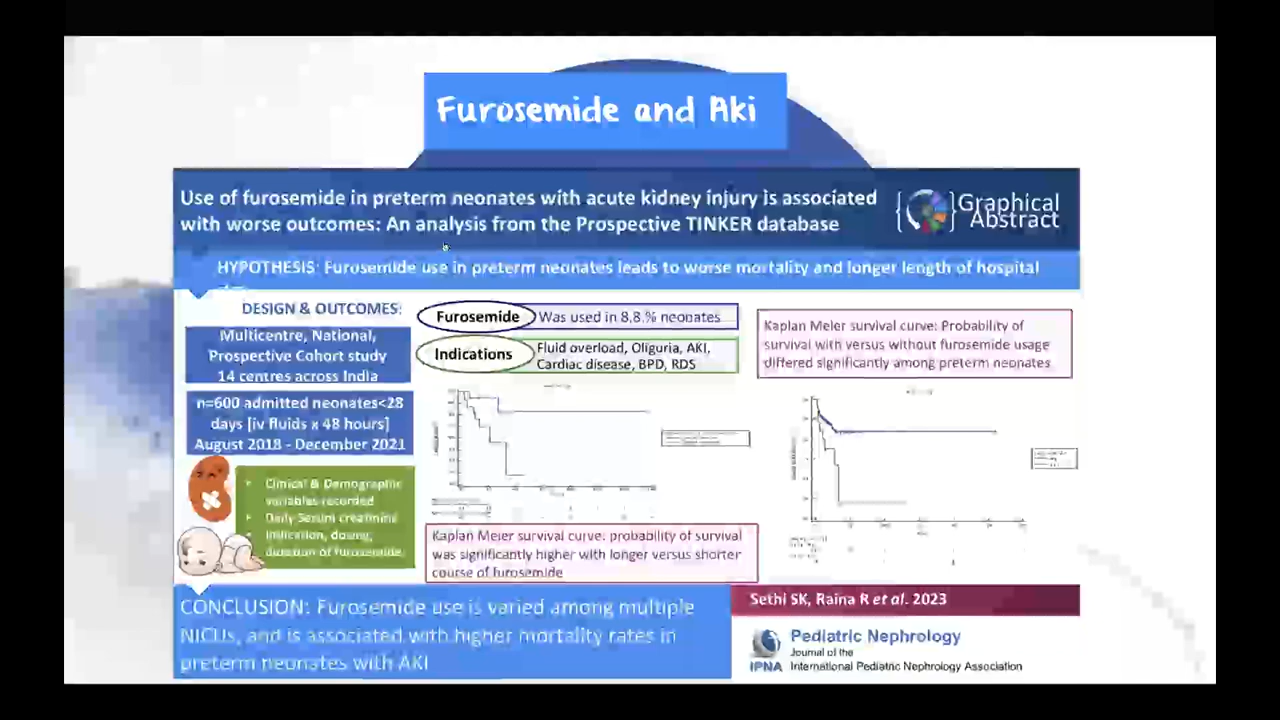 Furosemide and Aki
Use of furosemide in preterm neonates with acute kidney injury is associated
with worse outcomes: An analysis from the Prospective TINKER database
{ } Graphical
Abstract
HYPOTHESIS: Furosemide use in preterm neonates leads to worse mortality and longer length of hospital
DESIGN & OUTCOMES:
Multicentre, National,
Prospective Cohort study
14 centres across India
n=600 admitted neonates<28
days [iv fluids x 48 hours]
August 2018 - December 2021
• Clinical & Demographic
variables recorded
• Daily Serum creatinine
• Indication, dosing,
duration of furosemide
Furosemide Was used in 8.8.% neonates
Indications Fluid overload, Oliguria, AKI,
Cardiac disease, BPD, RDS
Kaplan Meier survival curve: probability of survival
was significantly higher with longer versus shorter
course of furosemide
Kaplan Meier survival curve: Probability of
survival with versus without furosemide usage
differed significantly among preterm neonates
CONCLUSION: Furosemide use is varied among multiple
NICUs, and is associated with higher mortality rates in
preterm neonates with AKI
Sethi SK, Raina R et al. 2023
IPNA
Pediatric Nephrology
Journal of the
International Pediatric Nephrology Association